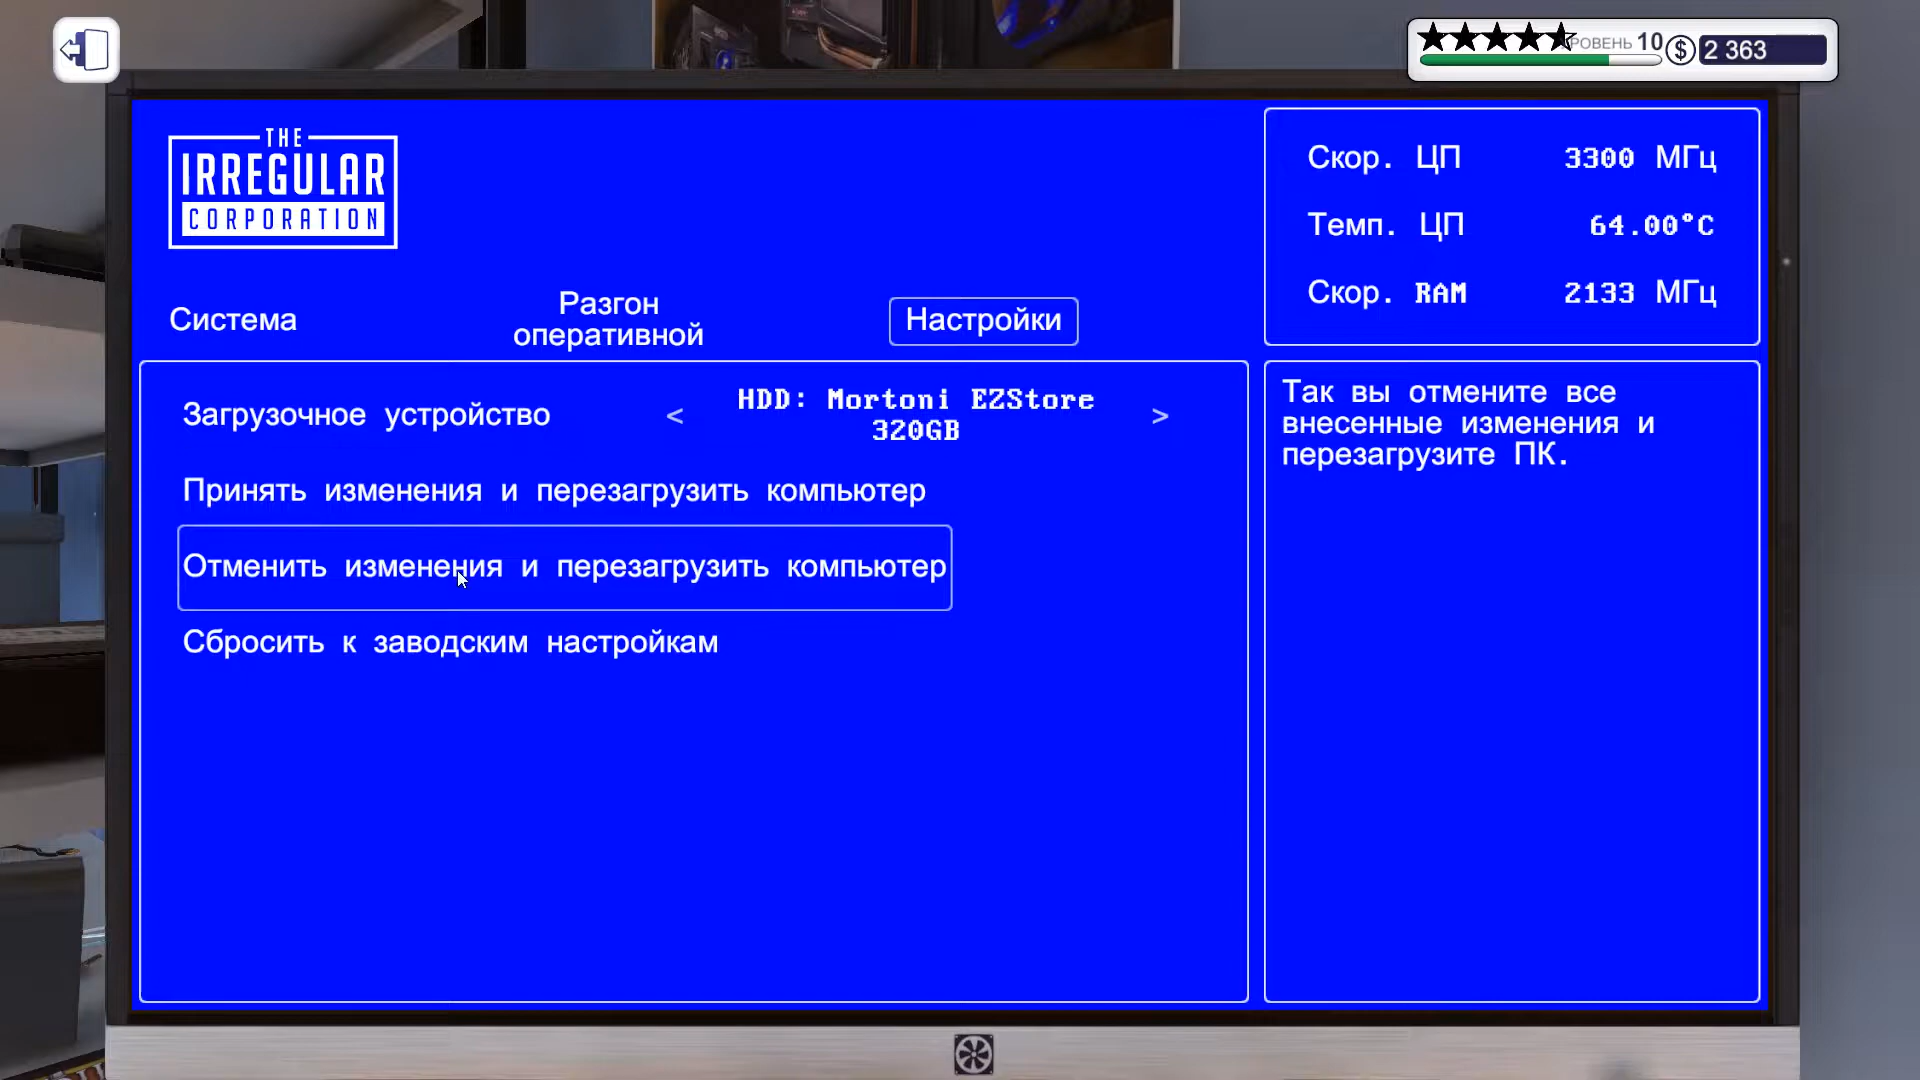 РОВЕНЬ 10
2 363
THE
IRREGULAR
CORPORATION
Скор. ЦП 3300 МГц
Темп. ЦП 64.00°C
Скор. RAM 2133 МГц
Система
Разгон
оперативной
Настройки
Загрузочное устройство
< HDD: Mortoni EZStore >
320GB
Принять изменения и перезагрузить компьютер
Отменить изменения и перезагрузить компьютер
Сбросить к заводским настройкам
Так вы отмените все
внесенные изменения и
перезагрузите ПК.